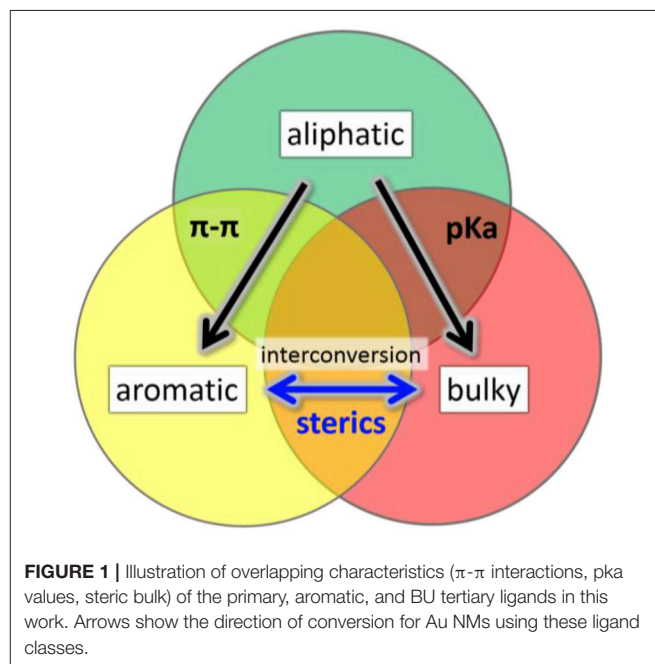 aliphatic
π-π
pKa
interconversion
aromatic
bulky
sterics
FIGURE 1 | Illustration of overlapping characteristics (π-π interactions, pka
values, steric bulk) of the primary, aromatic, and BU tertiary ligands in this
work. Arrows show the direction of conversion for Au NMs using these ligand
classes.